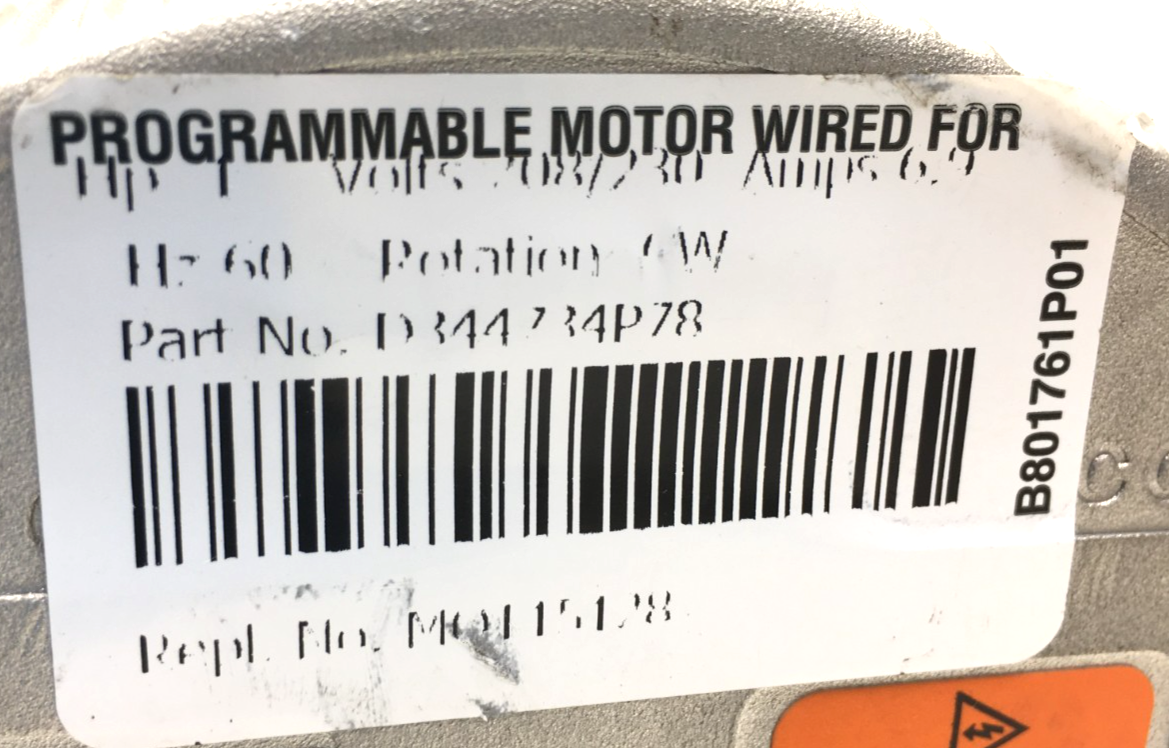 PROGRAMMABLE MOTOR WIRED FOR
Hp 1 Volts 208/230 Amps 6.9
Hz 60 Rotation CW
Part No. D344734P78
Repl. No.
B801761P01